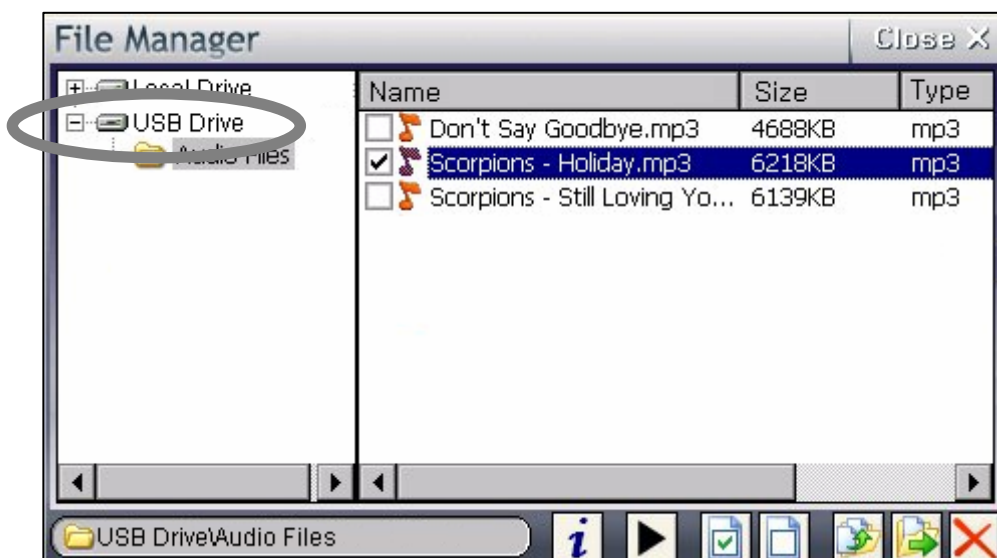 File Manager Close X
Local Drive
USB Drive
Audio Files
Name Size Type
Don't Say Goodbye.mp3 4688KB mp3
Scorpions - Holiday.mp3 6218KB mp3
Scorpions - Still Loving Yo... 6139KB mp3
USB Drive\Audio Files